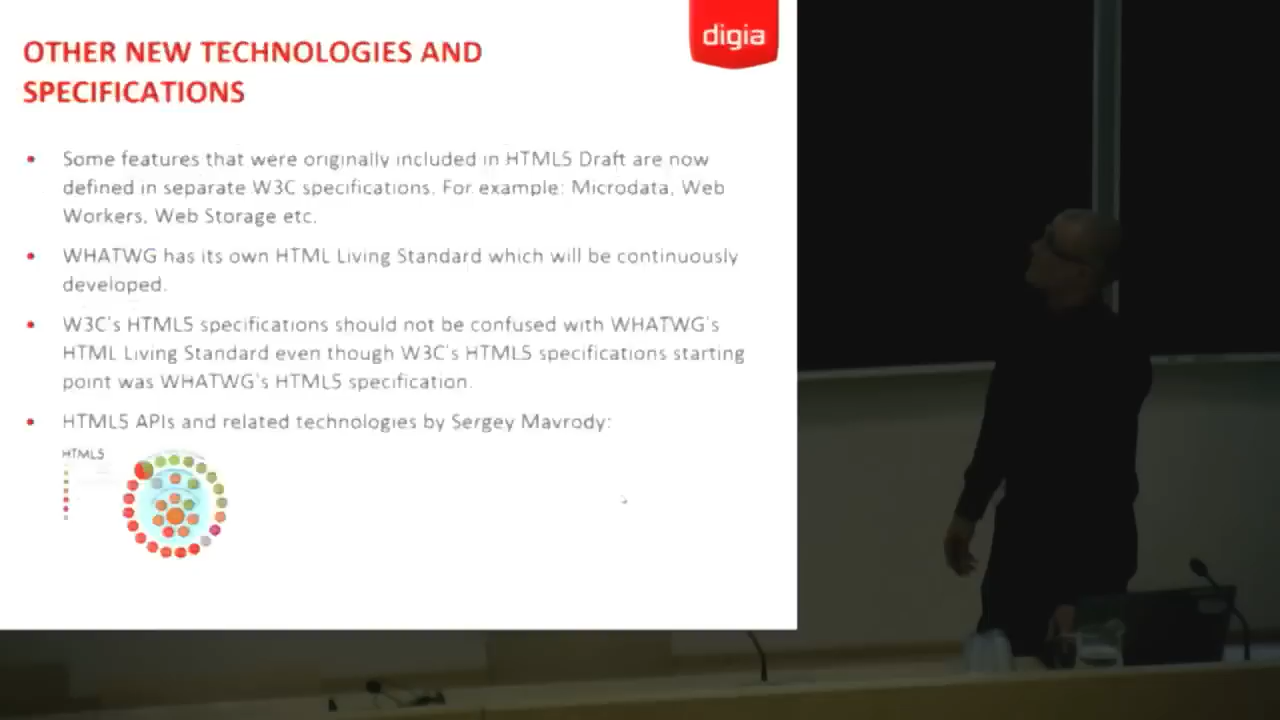 digia
OTHER NEW TECHNOLOGIES AND
SPECIFICATIONS
Some features that were originally included in HTML5 Draft are now
defined in separate W3C specifications. For example: Microdata, Web
Workers, Web Storage etc.
WHATWG has its own HTML Living Standard which will be continuously
developed.
W3C's HTML5 specifications should not be confused with WHATWG's
HTML Living Standard even though W3C's HTML5 specifications starting
point was WHATWG's HTML5 specification.
HTML5 APIs and related technologies by Sergey Mavrody:
HTML5